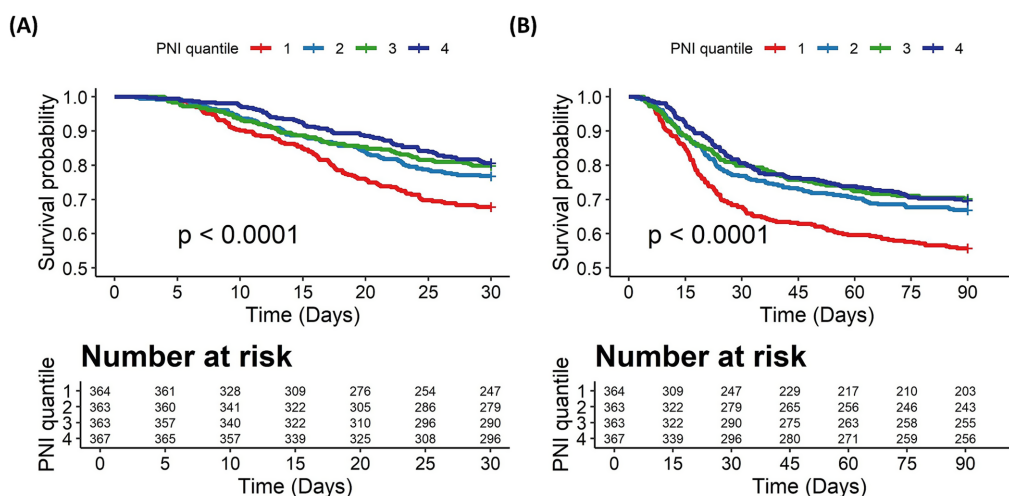 (A)
PNI quantile 1 2 3 4
Survival probability
1.0
0.9
0.8
0.7
0.6
0.5
p < 0.0001
0 5 10 15 20 25 30
Time (Days)
Number at risk
PNI quantile
1 364 361 328 309 276 254 247
2 363 360 341 322 305 286 279
3 363 357 340 322 310 296 290
4 367 365 357 339 325 308 296
0 5 10 15 20 25 30
Time (Days)
(B)
PNI quantile 1 2 3 4
Survival probability
1.0
0.9
0.8
0.7
0.6
0.5
p < 0.0001
0 15 30 45 60 75 90
Time (Days)
Number at risk
PNI quantile
1 364 309 247 229 217 210 203
2 363 322 279 265 256 246 243
3 363 322 290 275 263 258 255
4 367 339 296 280 271 259 256
0 15 30 45 60 75 90
Time (Days)